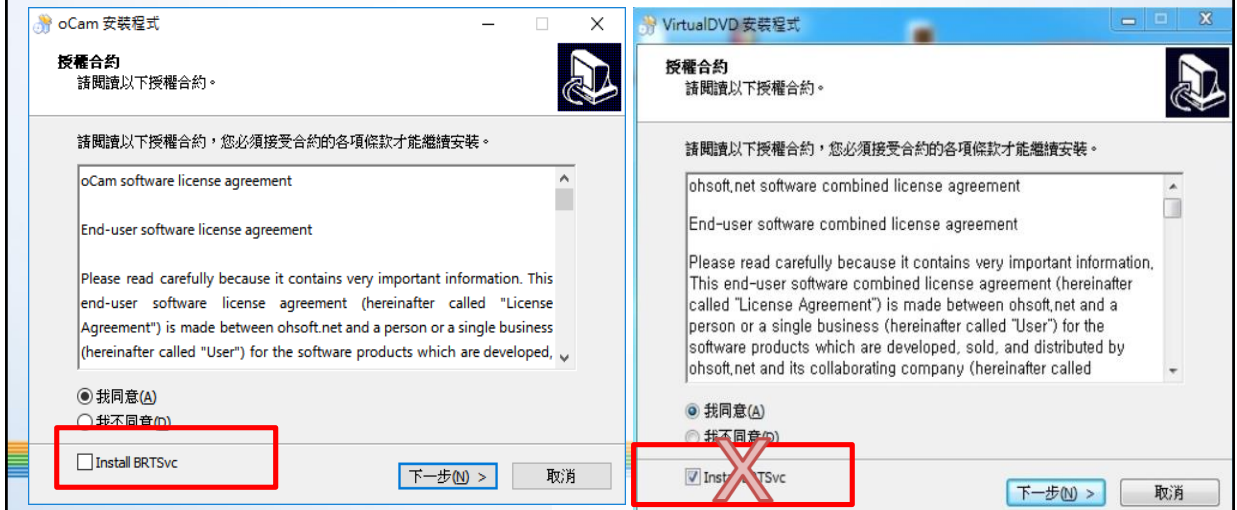 oCam 安裝程式
授權合約
請閱讀以下授權合約。
請閱讀以下授權合約，您必須接受合約的各項條款才能繼續安裝。
oCam software license agreement
End-user software license agreement
Please read carefully because it contains very important information. This
end-user software license agreement (hereinafter called "License
Agreement") is made between ohsoft.net and a person or a single business
(hereinafter called "User") for the software products which are developed,
我同意(A)
我不同意(D)
Install BRTSvc
下一步(N) >
取消
VirtualDVD 安裝程式
授權合約
請閱讀以下授權合約。
請閱讀以下授權合約，您必須接受合約的各項條款才能繼續安裝。
ohsoft.net software combined license agreement
End-user software combined license agreement
Please read carefully because it contains very important information.
This end-user software combined license agreement (hereinafter
called "License Agreement") is made between ohsoft.net and a
person or a single business (hereinafter called "User") for the
software products which are developed, sold, and distributed by
ohsoft.net and its collaborating company (hereinafter called
我同意(A)
我不同意(D)
下一步(N) >
取消